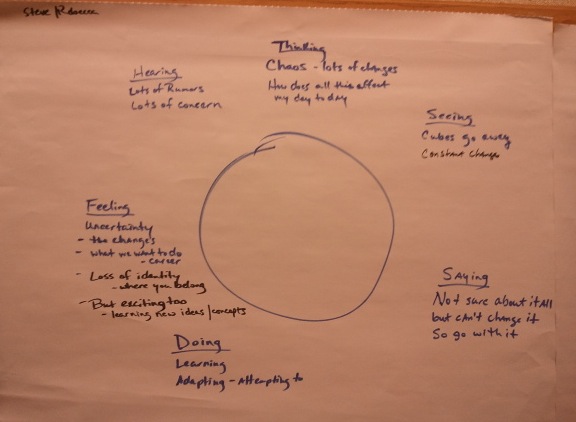 Steve / Rebecca
Thinking
Chaos - lots of changes
How does all this effect
my day to day
Hearing
Lots of Rumors
Lots of concern
Seeing
Cubes go away
Constant change
Feeling
Uncertainty
- the changes
- what we want to do
- career
- Loss of identity
- where you belong
- But exciting too
- learning new ideas / concepts
Saying
Not sure about it All
but can't change it
So go with it
Doing
Learning
Adapting - Attempting to